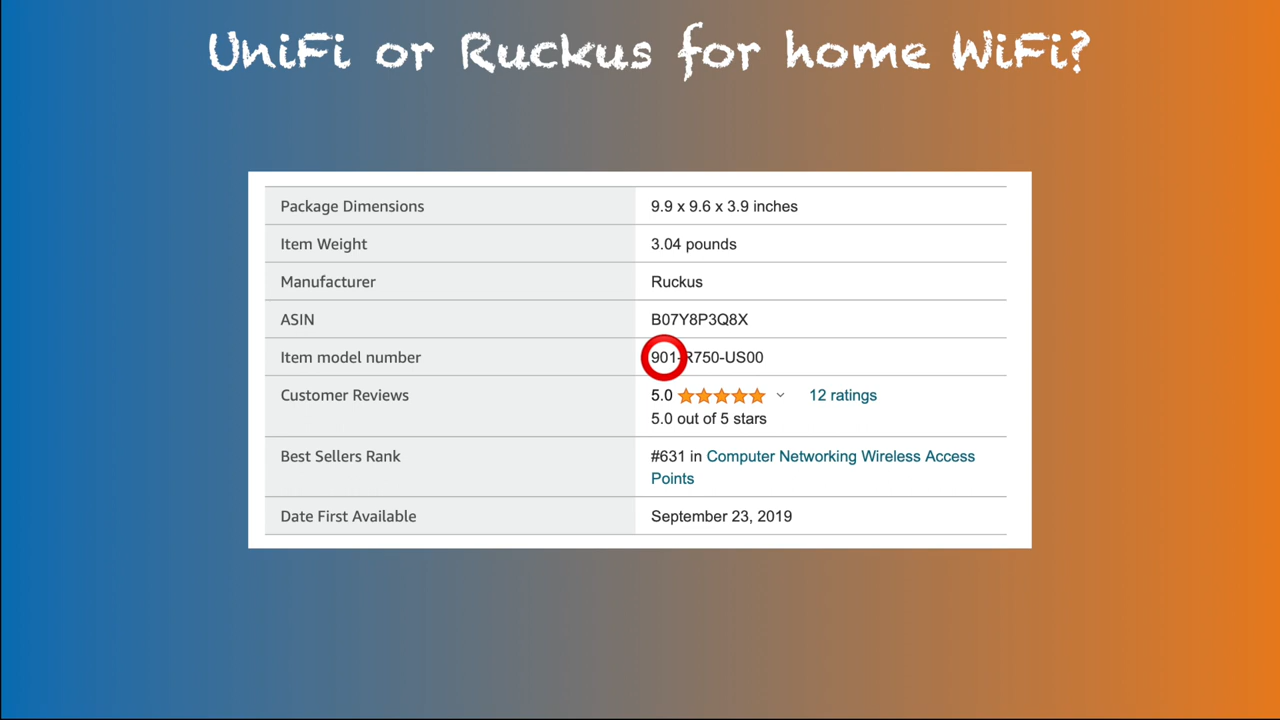 UniFi or Ruckus for home WiFi?
Package Dimensions 9.9 x 9.6 x 3.9 inches
Item Weight 3.04 pounds
Manufacturer Ruckus
ASIN B07Y8P3Q8X
Item model number 901-R750-US00
Customer Reviews 5.0 12 ratings
5.0 out of 5 stars
Best Sellers Rank #631 in Computer Networking Wireless Access
Points
Date First Available September 23, 2019